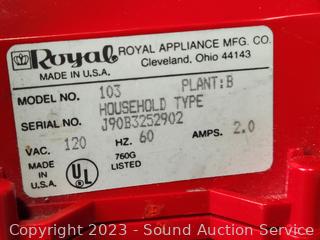 Royal ROYAL APPLIANCE MFG. CO.
MADE IN U.S.A. Cleveland, Ohio 44143
MODEL NO. 103 PLANT:B
HOUSEHOLD TYPE
SERIAL NO. J90B3252902
VAC. 120 HZ. 60 AMPS. 2.0
MADE IN U.S.A. UL LISTED 760G
Copyright 2023 - Sound Auction Service